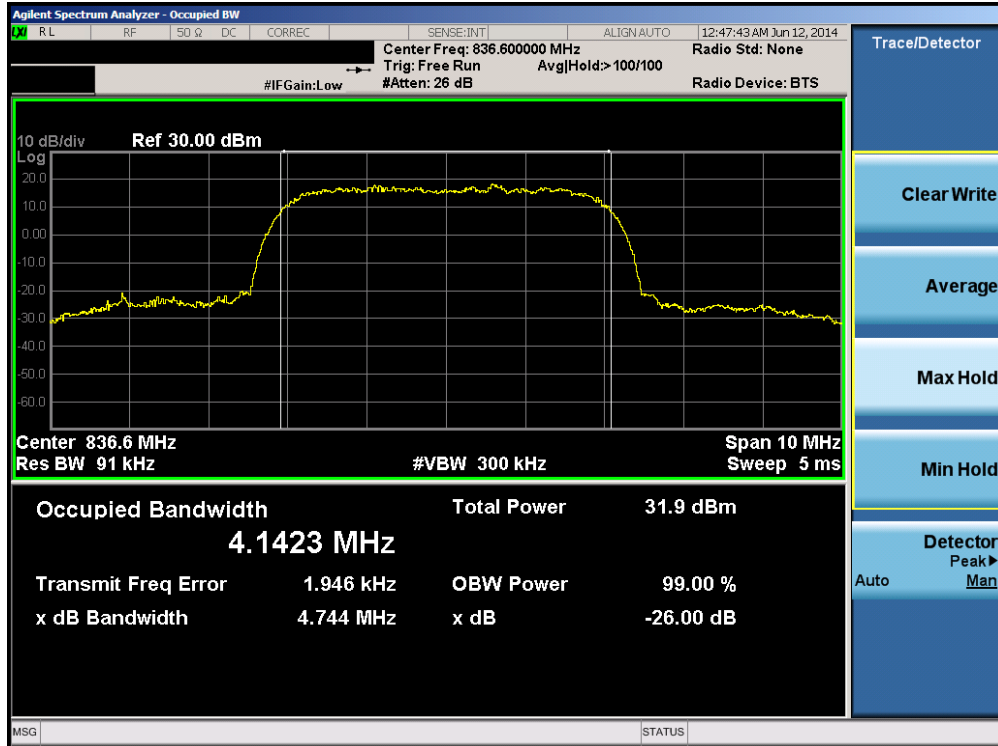 Agilent Spectrum Analyzer - Occupied BW
LXI RL RF 50 Ω DC CORREC SENSE:INT ALIGN AUTO 12:47:43 AM Jun 12, 2014
Center Freq: 836.600000 MHz Radio Std: None
Trig: Free Run Avg|Hold:>100/100
#IFGain:Low #Atten: 26 dB Radio Device: BTS
10 dB/div Ref 30.00 dBm
Log
20.0
10.0
0.00
-10.0
-20.0
-30.0
-40.0
-50.0
-60.0
Center 836.6 MHz Span 10 MHz
Res BW 91 kHz #VBW 300 kHz Sweep 5 ms
Occupied Bandwidth Total Power 31.9 dBm
4.1423 MHz
Transmit Freq Error 1.946 kHz OBW Power 99.00 %
x dB Bandwidth 4.744 MHz x dB -26.00 dB
MSG STATUS
Trace/Detector
Clear Write
Average
Max Hold
Min Hold
Detector
Peak▶
Auto Man